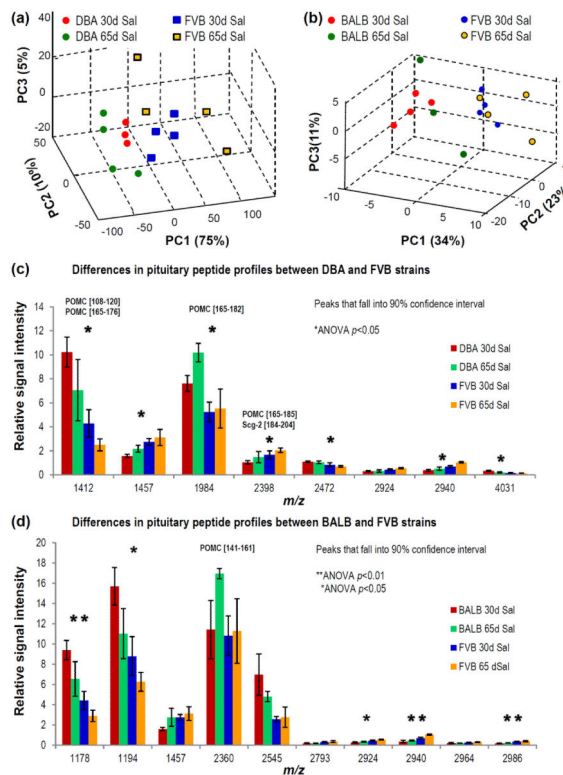 (a)
DBA 30d Sal FVB 30d Sal
DBA 65d Sal FVB 65d Sal
PC3 (5%)
40
20
0
-20
50
0
-50
PC2 (10%)
-100 -50 0 50 100
PC1 (75%)
(b)
BALB 30d Sal FVB 30d Sal
BALB 65d Sal FVB 65d Sal
PC3(11%)
5
0
-5
-10 -5 0 5 10
PC1 (34%)
-20
-10
0
10
PC2 (23%)
(c) Differences in pituitary peptide profiles between DBA and FVB strains
Relative signal intensity
14
12
10
8
6
4
2
0
POMC [108-120]
POMC [165-176]
*
*
POMC [165-182]
*
POMC [165-185]
Scg-2 [184-204]
*
*
*
*
Peaks that fall into 90% confidence interval
*ANOVA p<0.05
DBA 30d Sal
DBA 65d Sal
FVB 30d Sal
FVB 65d Sal
1412 1457 1984 2398 2472 2924 2940 4031
m/z
(d) Differences in pituitary peptide profiles between BALB and FVB strains
Relative signal intensity
20
18
16
14
12
10
8
6
4
2
0
**
*
POMC [141-161]
*
**
**
Peaks that fall into 90% confidence interval
**ANOVA p<0.01
*ANOVA p<0.05
BALB 30d Sal
BALB 65d Sal
FVB 30d Sal
FVB 65 dSal
1178 1194 1457 2360 2545 2793 2924 2940 2964 2986
m/z